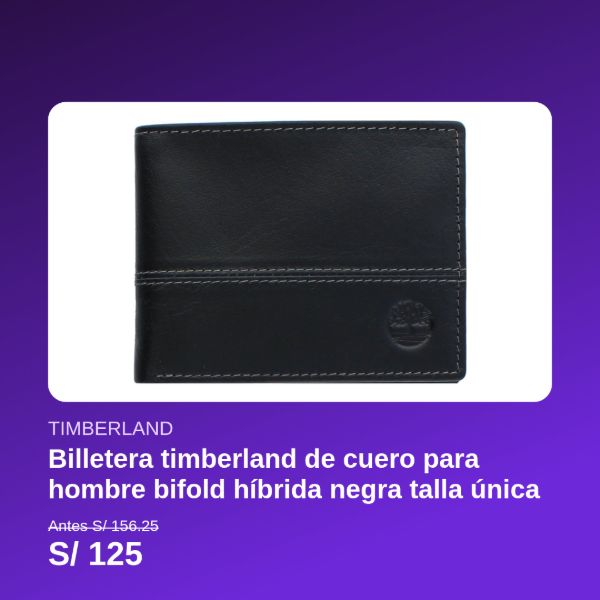 TIMBERLAND
Billetera timberland de cuero para
hombre bifold híbrida negra talla única
Antes S/ 156.25
S/ 125